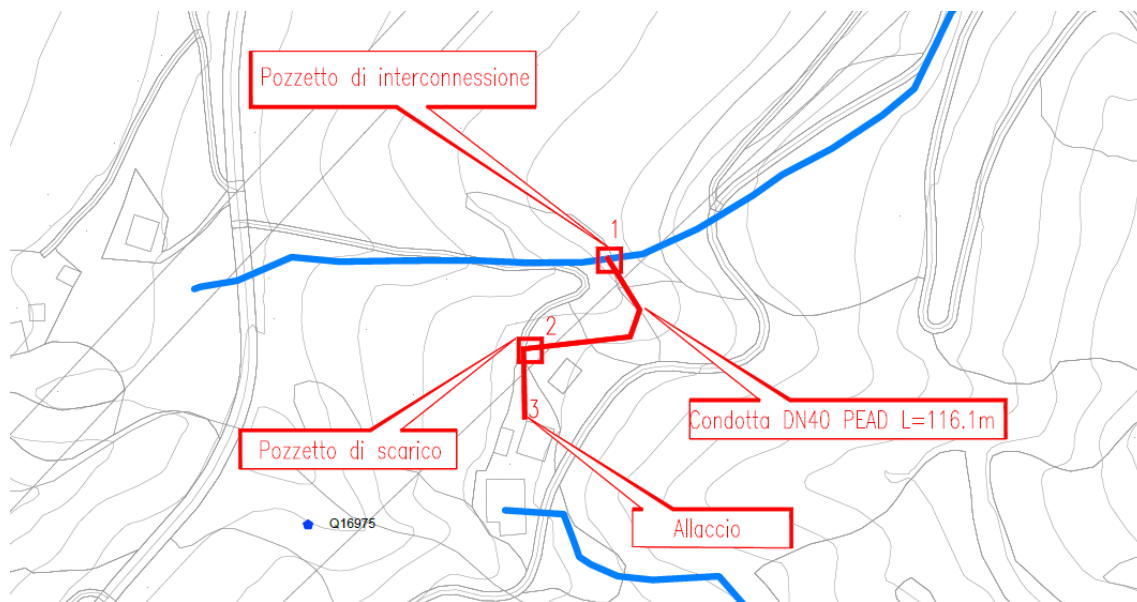 Pozzetto di interconnessione
1
2
3
Condotta DN40 PEAD L=116.1m
Pozzetto di scarico
Q16975
Allaccio